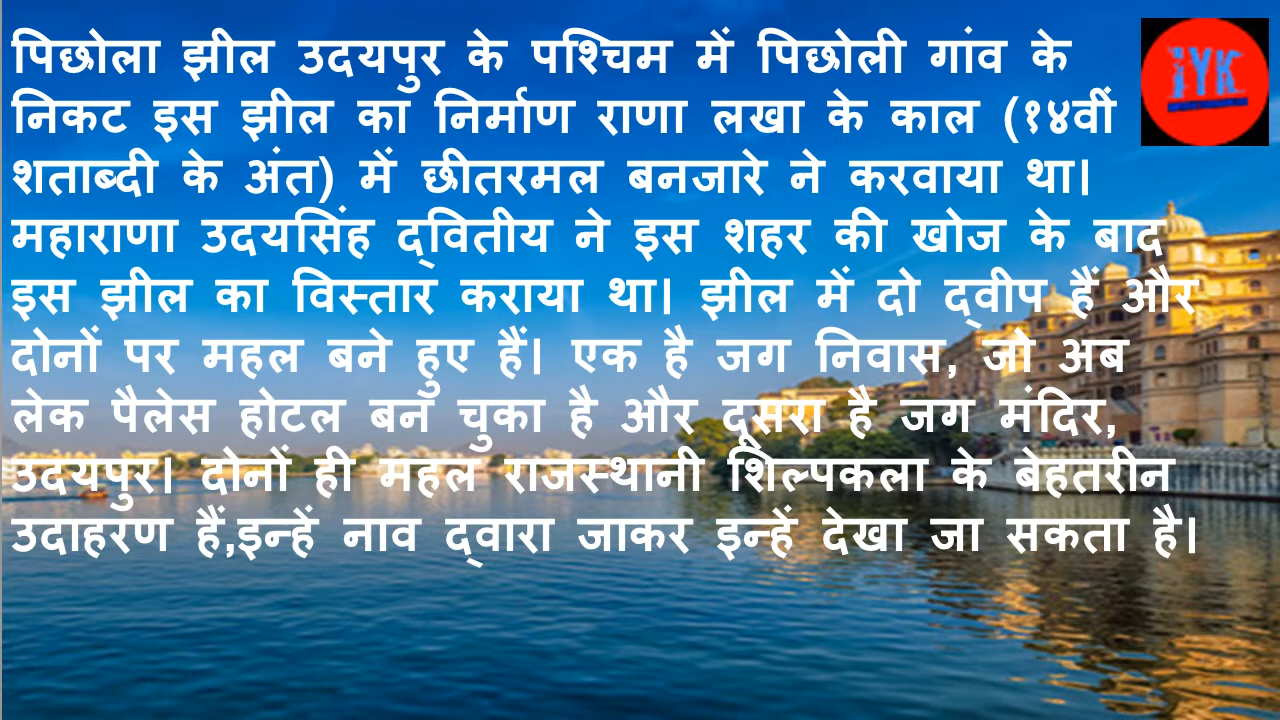 पिछोला झील उदयपुर के पश्चिम में पिछोली गांव के
निकट इस झील का निर्माण राणा लखा के काल (१४वीं
शताब्दी के अंत) में छीतरमल बनजारे ने करवाया था।
महाराणा उदयसिंह द्वितीय ने इस शहर की खोज के बाद
इस झील का विस्तार कराया था। झील में दो द्वीप हैं और
दोनों पर महल बने हुए हैं। एक है जग निवास, जो अब
लेक पैलेस होटल बन चुका है और दूसरा है जग मंदिर,
उदयपुर। दोनों ही महल राजस्थानी शिल्पकला के बेहतरीन
उदाहरण हैं,इन्हें नाव द्वारा जाकर इन्हें देखा जा सकता है।
IYK